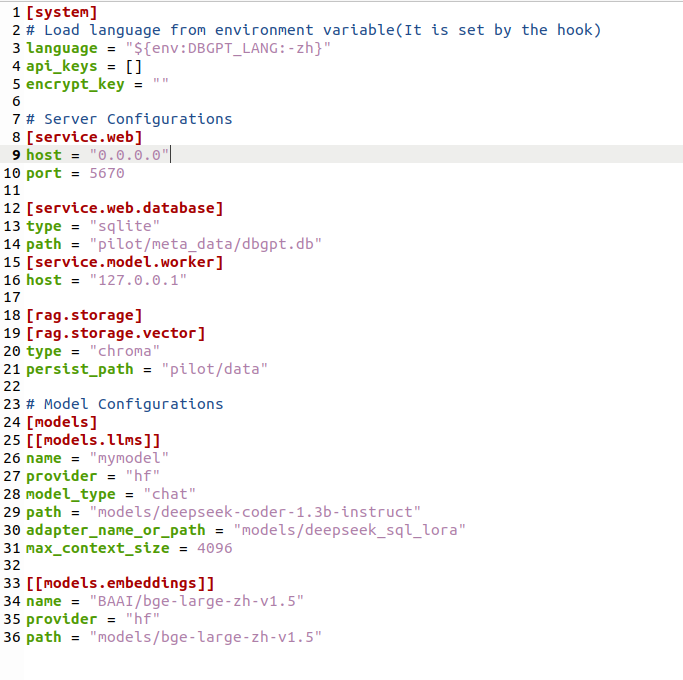 1 [system]
2 # Load language from environment variable(It is set by the hook)
3 language = "${env:DBGPT_LANG:-zh}"
4 api_keys = []
5 encrypt_key = ""
6
7 # Server Configurations
8 [service.web]
9 host = "0.0.0.0"
10 port = 5670
11
12 [service.web.database]
13 type = "sqlite"
14 path = "pilot/meta_data/dbgpt.db"
15 [service.model.worker]
16 host = "127.0.0.1"
17
18 [rag.storage]
19 [rag.storage.vector]
20 type = "chroma"
21 persist_path = "pilot/data"
22
23 # Model Configurations
24 [models]
25 [[models.llms]]
26 name = "mymodel"
27 provider = "hf"
28 model_type = "chat"
29 path = "models/deepseek-coder-1.3b-instruct"
30 adapter_name_or_path = "models/deepseek_sql_lora"
31 max_context_size = 4096
32
33 [[models.embeddings]]
34 name = "BAAI/bge-large-zh-v1.5"
35 provider = "hf"
36 path = "models/bge-large-zh-v1.5"